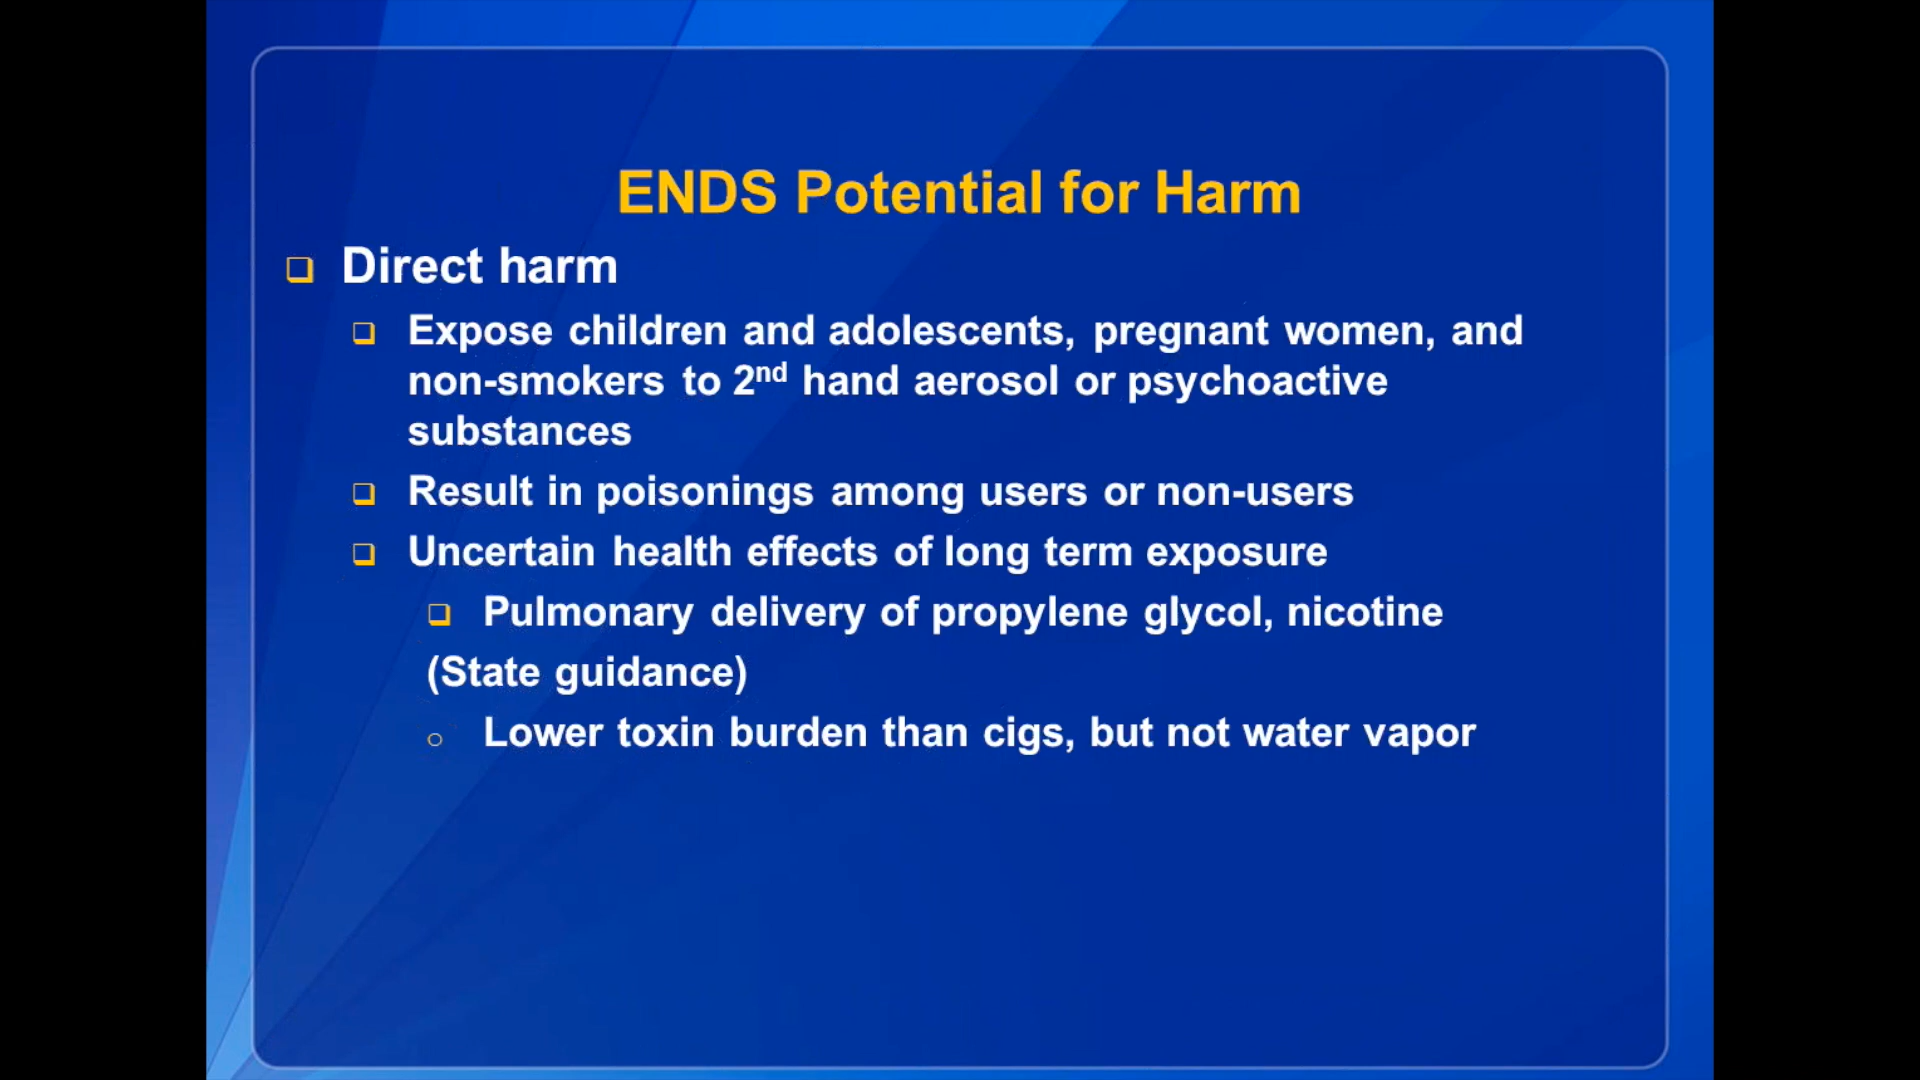 ENDS Potential for Harm
Direct harm
Expose children and adolescents, pregnant women, and
non-smokers to 2nd hand aerosol or psychoactive
substances
Result in poisonings among users or non-users
Uncertain health effects of long term exposure
Pulmonary delivery of propylene glycol, nicotine
(State guidance)
Lower toxin burden than cigs, but not water vapor